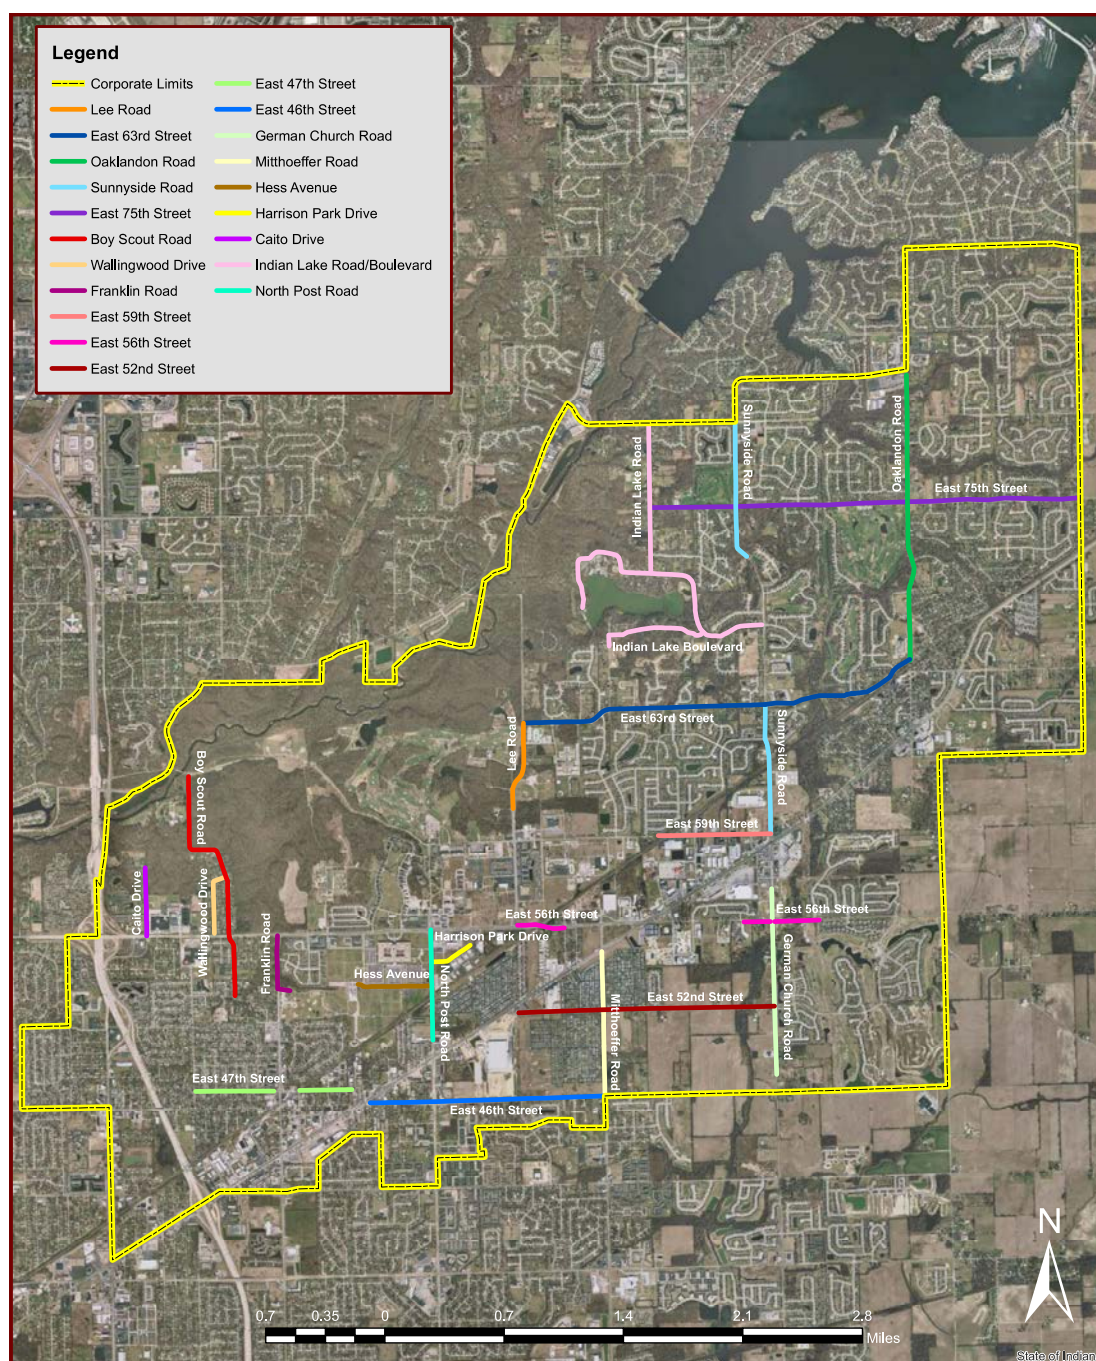 Legend
Corporate Limits
Lee Road
East 63rd Street
Oaklandon Road
Sunnyside Road
East 75th Street
Boy Scout Road
Wallingwood Drive
Franklin Road
East 59th Street
East 56th Street
East 52nd Street
East 47th Street
East 46th Street
German Church Road
Mitthoeffer Road
Hess Avenue
Harrison Park Drive
Caito Drive
Indian Lake Road/Boulevard
North Post Road
Oaklandon Road
Sunnyside Road
Indian Lake Road
East 75th Street
Indian Lake Boulevard
East 63rd Street
Lee Road
Sunnyside Road
Boy Scout Road
East 59th Street
Caito Drive
Wallingwood Drive
Franklin Road
East 56th Street
East 56th Street
Harrison Park Drive
Hess Avenue
North Post Road
German Church Road
East 52nd Street
Mitthoeffer Road
East 47th Street
East 46th Street
N
0.7 0.35 0 0.7 1.4 2.1 2.8
Miles
State of Indian